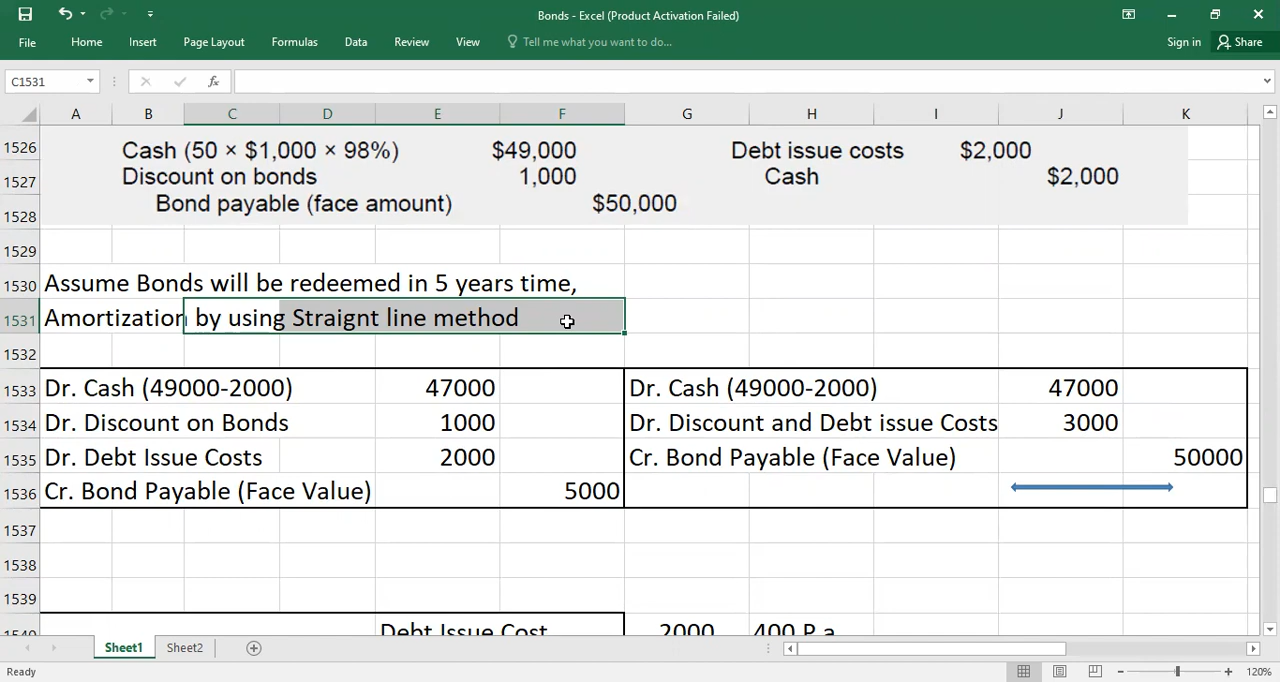 Bonds - Excel (Product Activation Failed)
File Home Insert Page Layout Formulas Data Review View Tell me what you want to do... Sign in Share
C1531 fx
A B C D E F G H I J K
1526 Cash (50 × $1,000 × 98%) $49,000 Debt issue costs $2,000
1527 Discount on bonds 1,000 Cash $2,000
1528 Bond payable (face amount) $50,000
1529
1530 Assume Bonds will be redeemed in 5 years time,
1531 Amortization by using Straignt line method
1532
1533 Dr. Cash (49000-2000) 47000 Dr. Cash (49000-2000) 47000
1534 Dr. Discount on Bonds 1000 Dr. Discount and Debt issue Costs 3000
1535 Dr. Debt Issue Costs 2000 Cr. Bond Payable (Face Value) 50000
1536 Cr. Bond Payable (Face Value) 5000
1537
1538
1539
1540 Debt Issue Cost 2000 400 P.a
Sheet1 Sheet2
Ready 120%